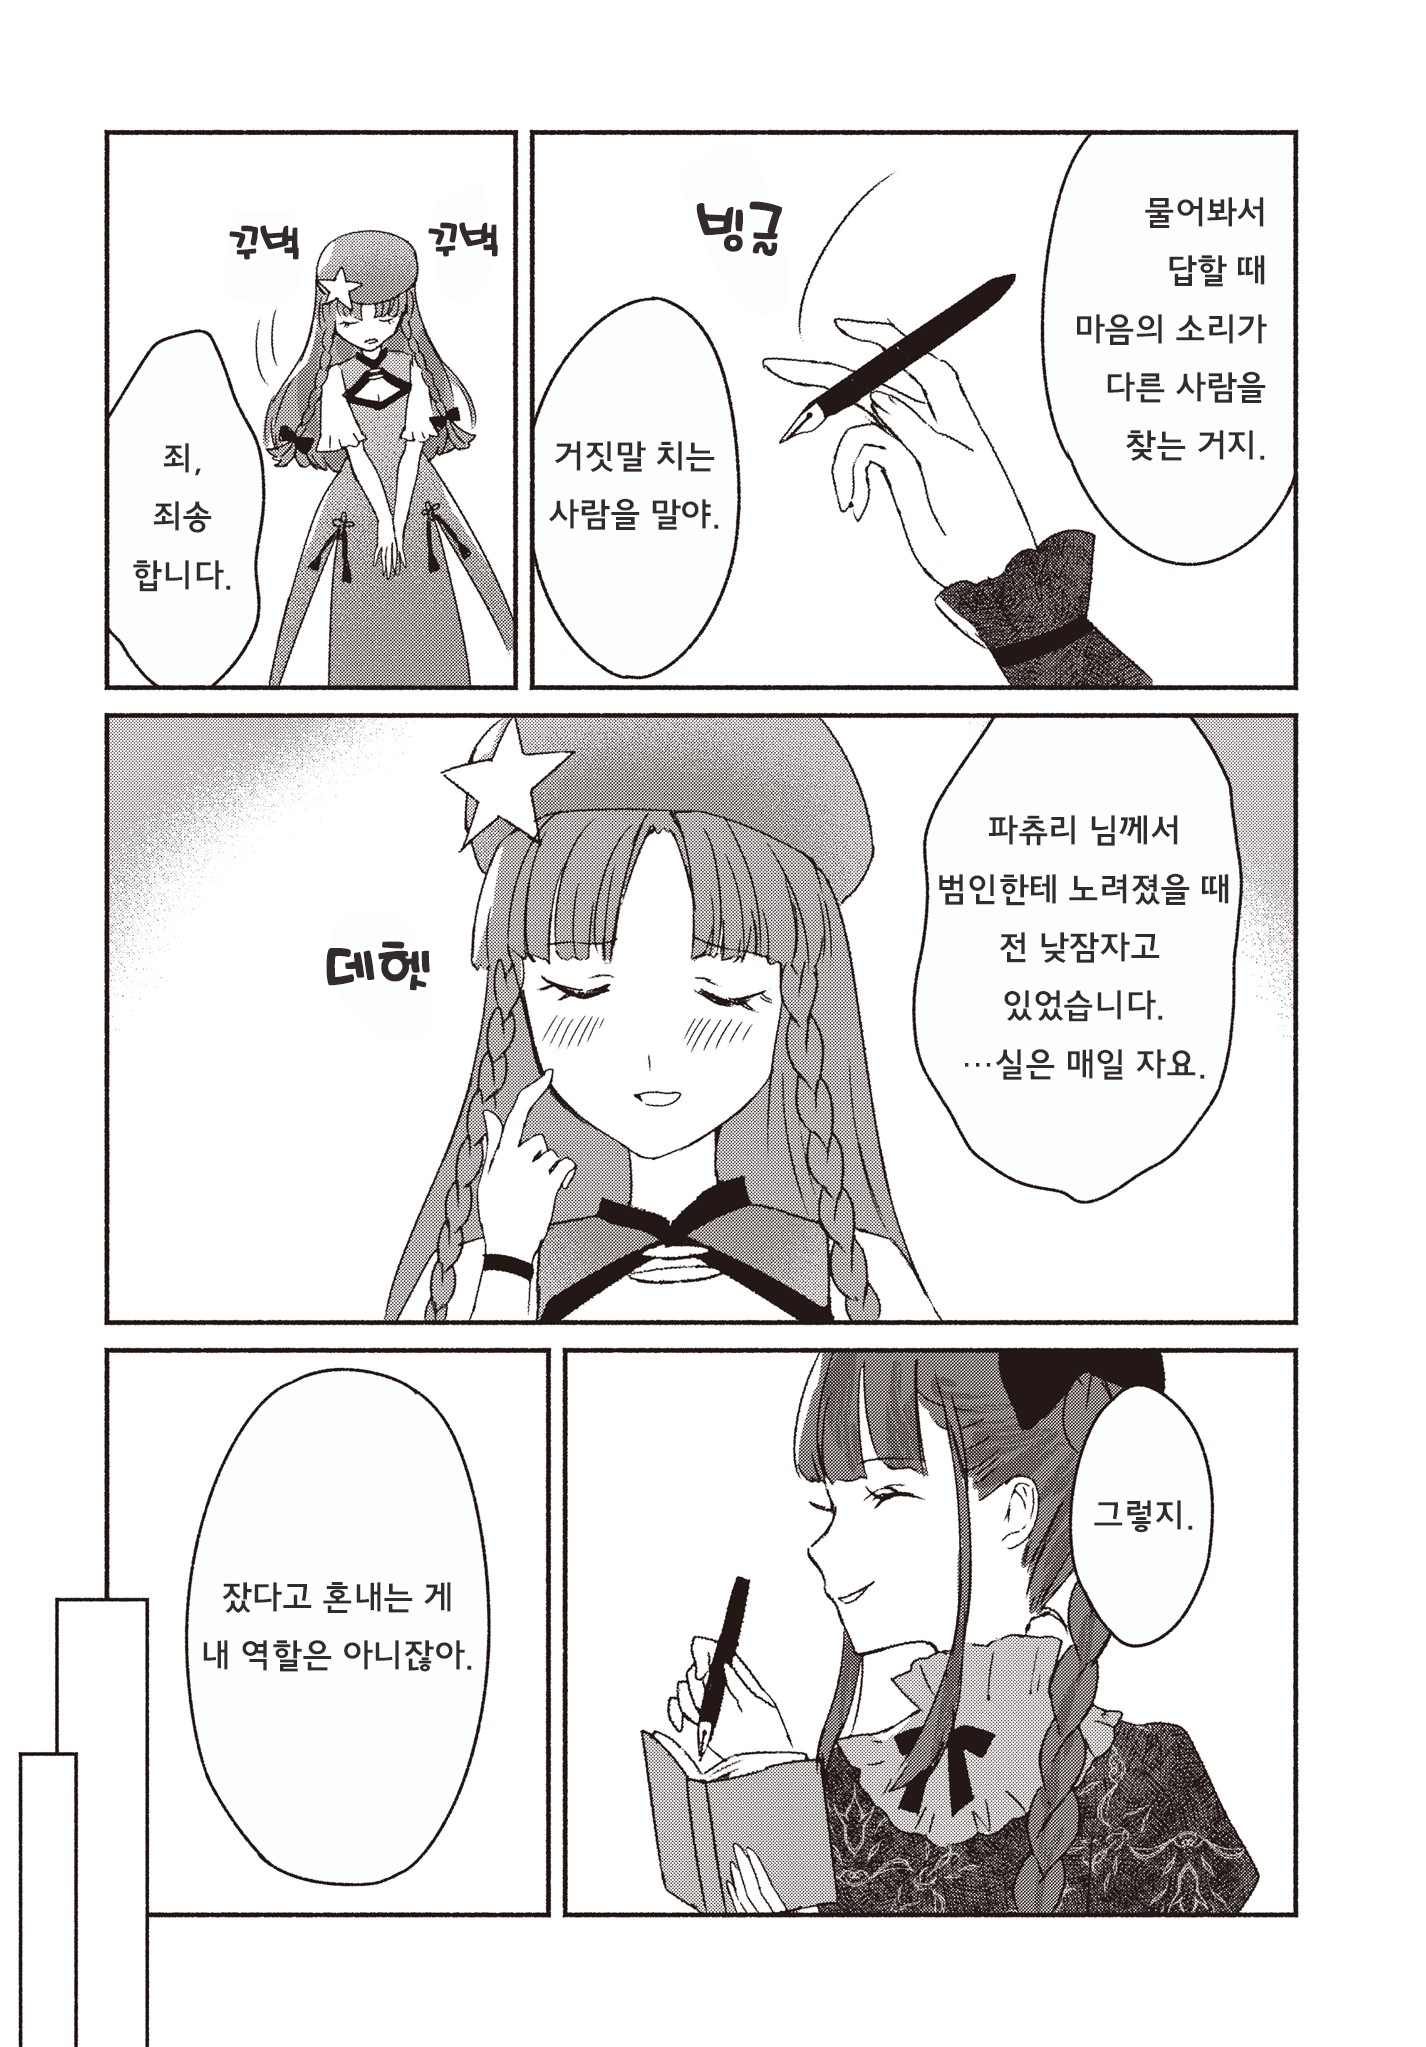 물어봐서
답할 때
마음의 소리가
다른 사람을
찾는 거지.
빙글
거짓말 치는
사람을 말야.
꾸벅
꾸벅
죄,
죄송
합니다.
파츄리 님께서
범인한테 노려졌을 때
전 낮잠자고
있었습니다.
…실은 매일 자요.
데헷
그렇지.
잤다고 혼내는 게
내 역할은 아니잖아.